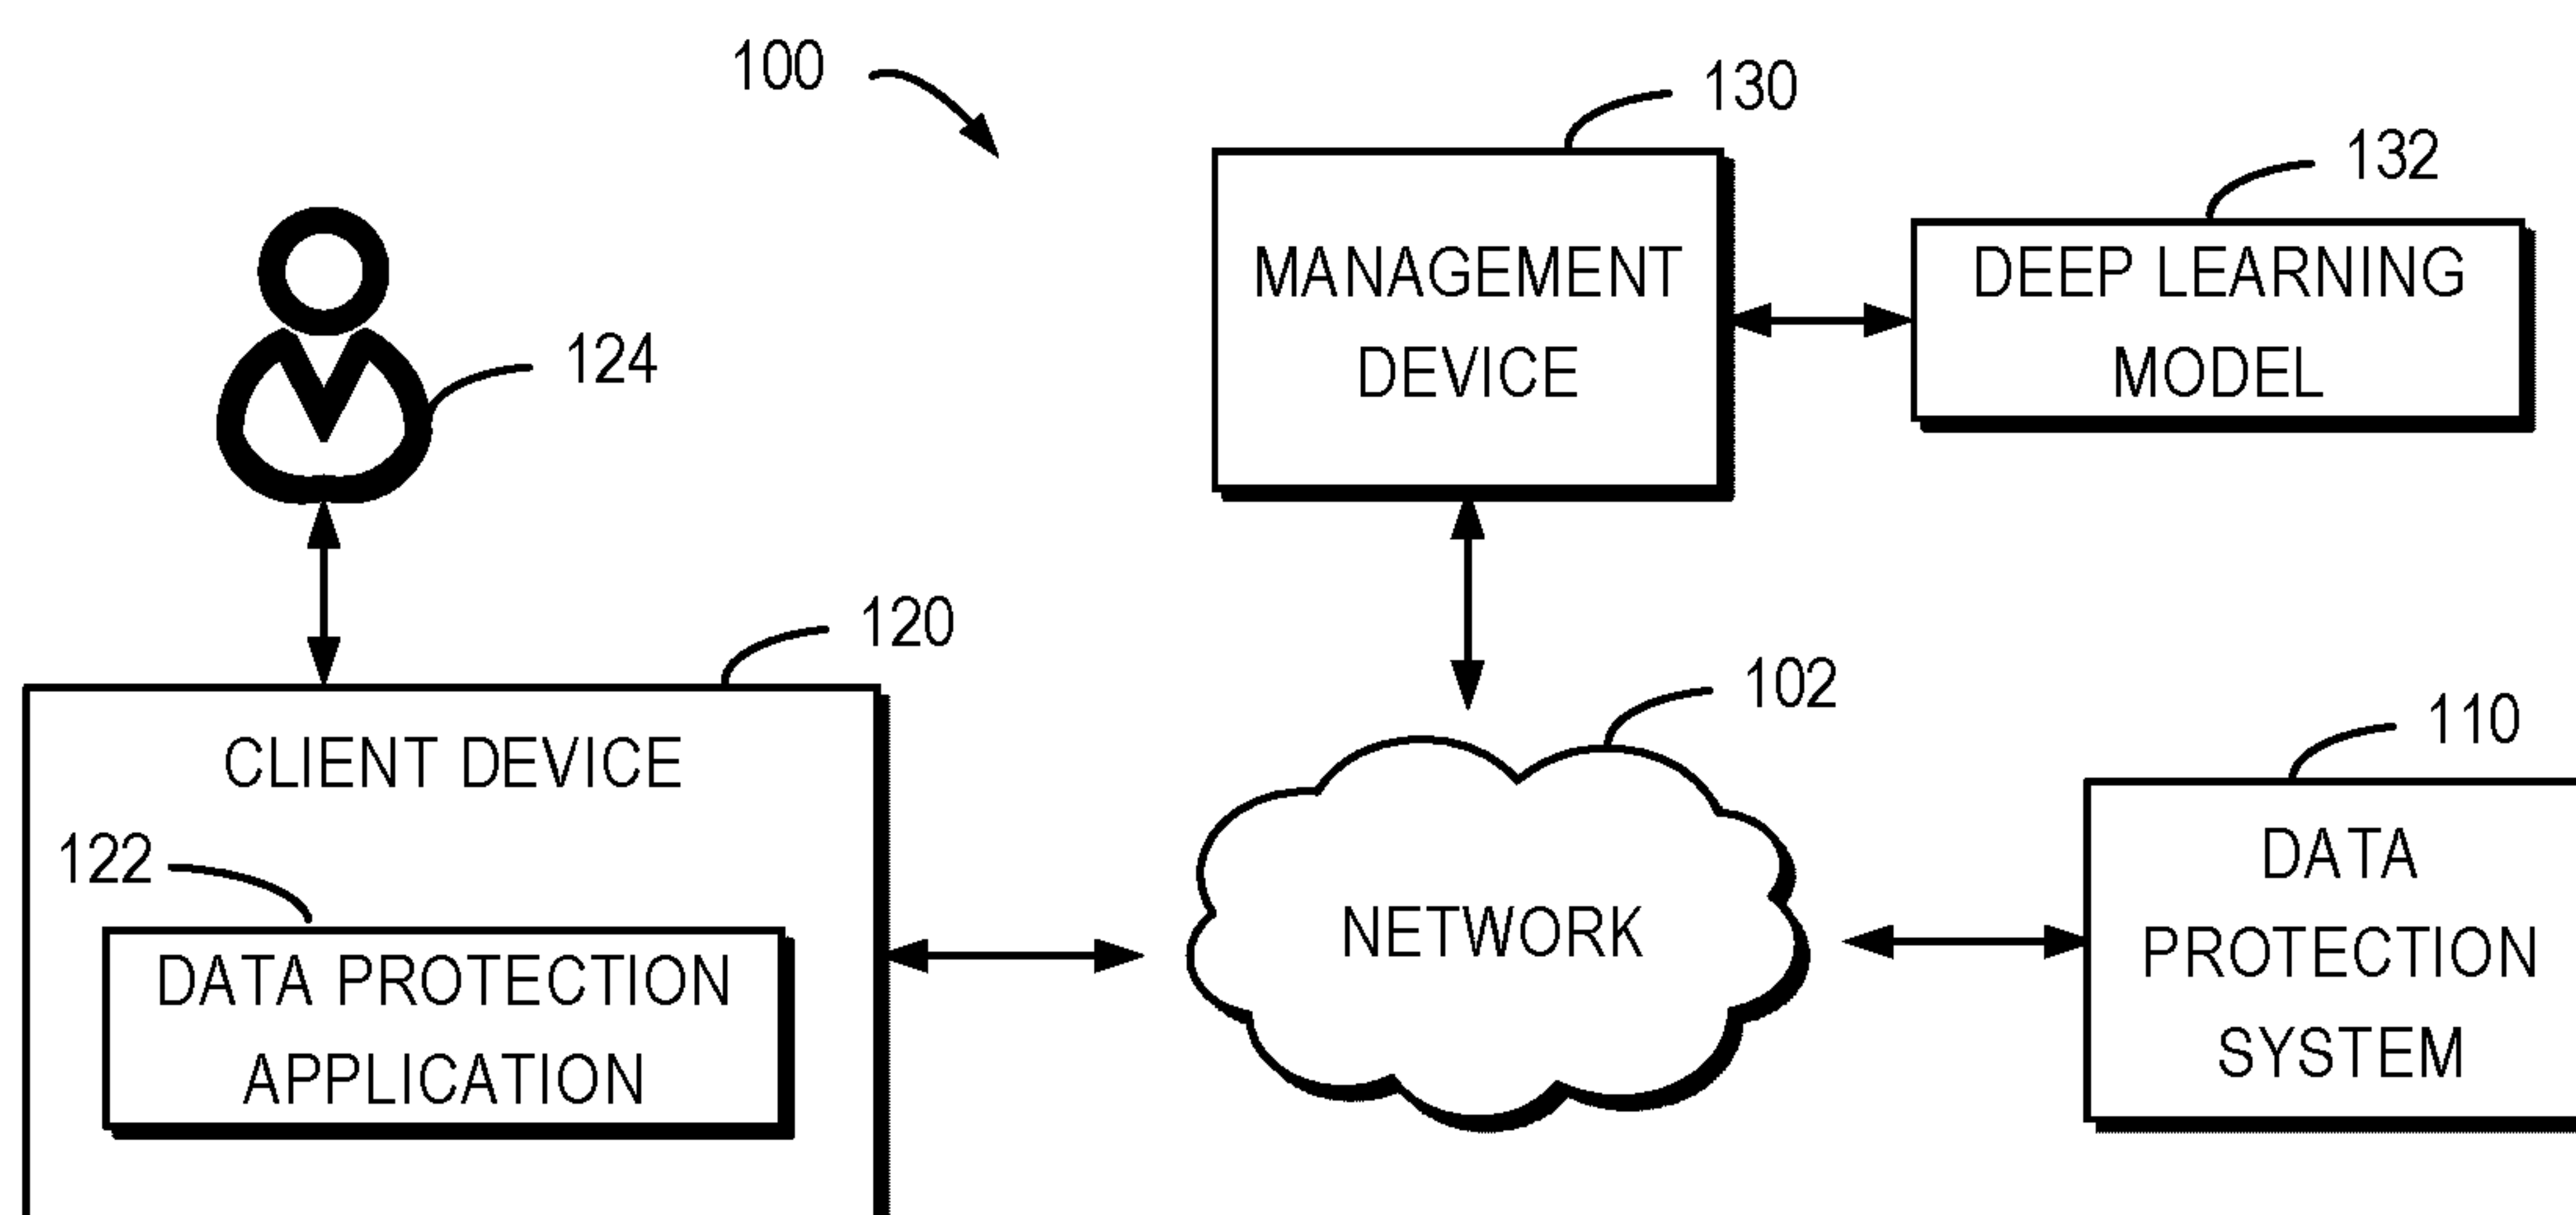 100
130
132
MANAGEMENT
DEVICE
DEEP LEARNING
MODEL
124
120
CLIENT DEVICE
122
DATA PROTECTION
APPLICATION
102
NETWORK
110
DATA
PROTECTION
SYSTEM